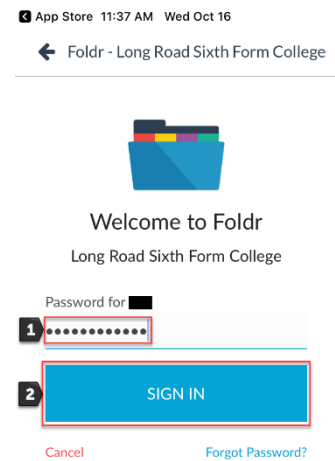 App Store 11:37 AM Wed Oct 16
Foldr - Long Road Sixth Form College
Welcome to Foldr
Long Road Sixth Form College
Password for
1 ••••••••••••
2 SIGN IN
Cancel Forgot Password?